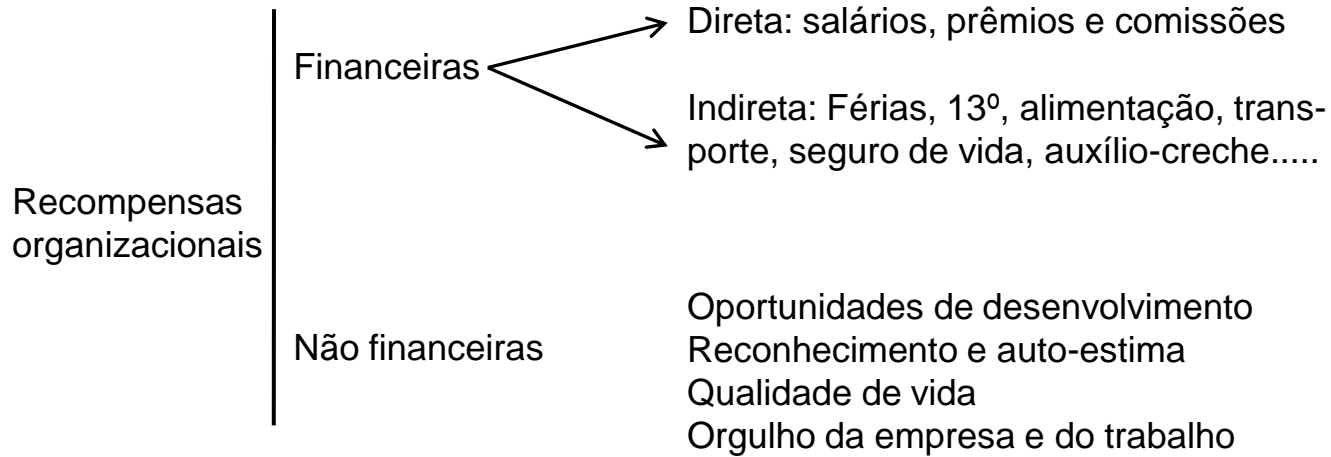 Recompensas
organizacionais
Financeiras
Direta: salários, prêmios e comissões
Indireta: Férias, 13º, alimentação, trans-
porte, seguro de vida, auxílio-creche.....
Não financeiras
Oportunidades de desenvolvimento
Reconhecimento e auto-estima
Qualidade de vida
Orgulho da empresa e do trabalho